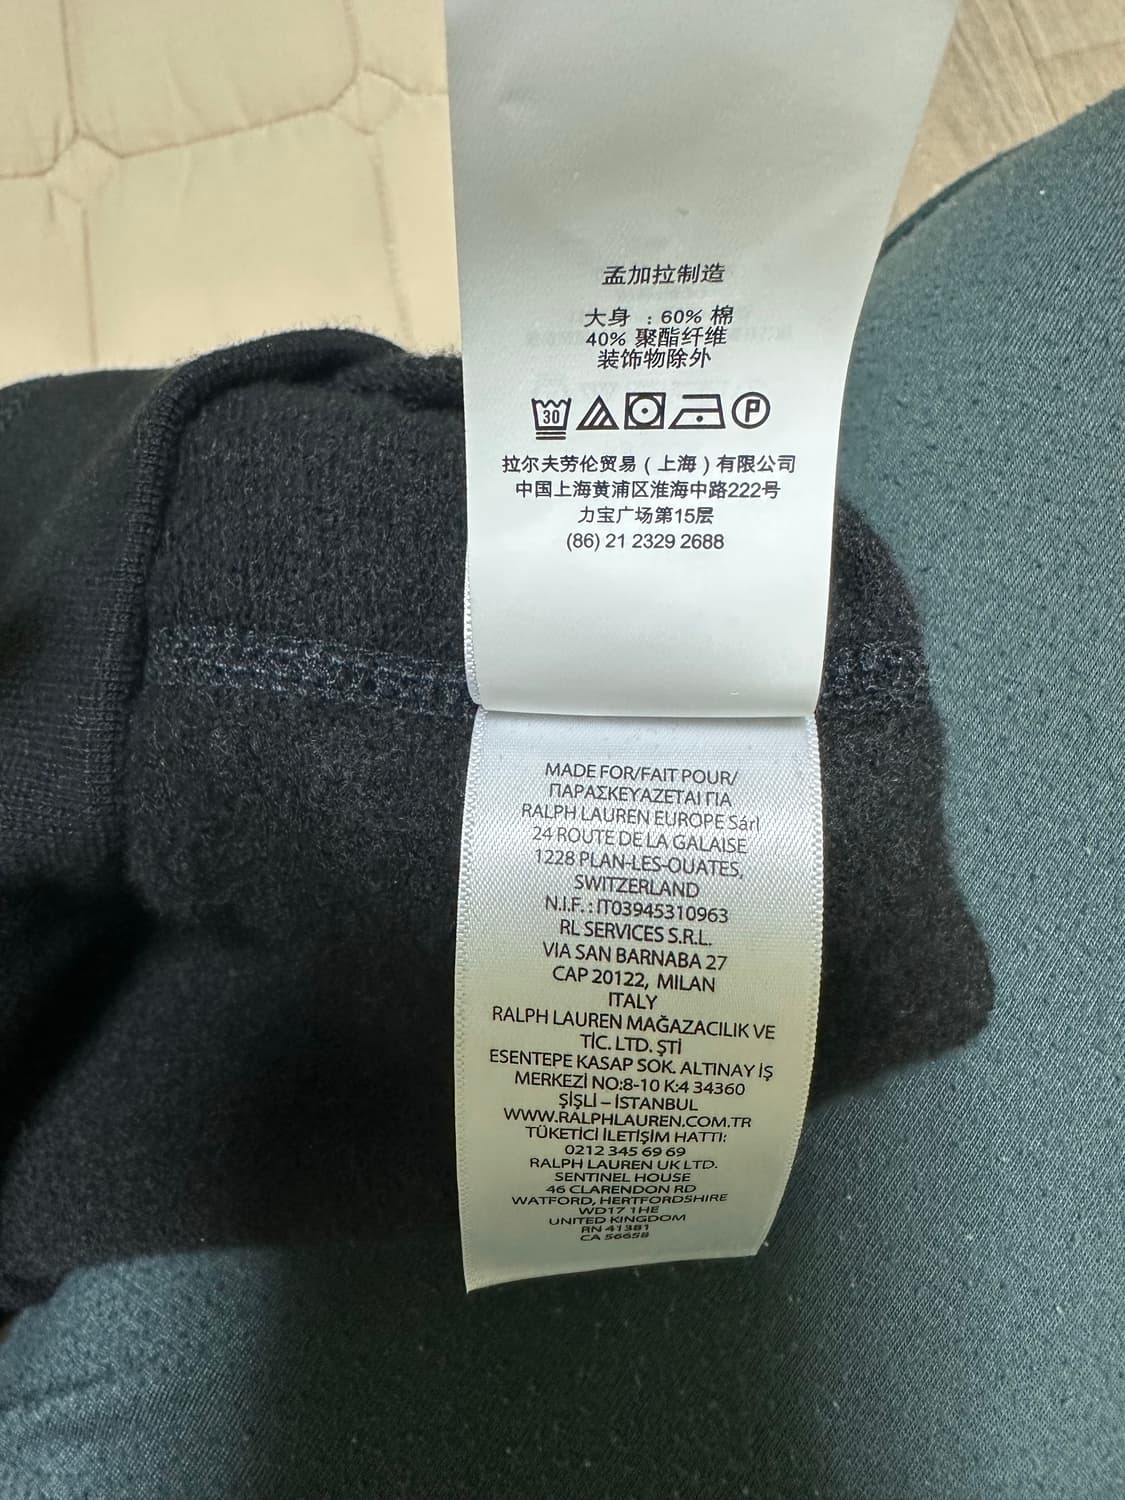 孟加拉制造
大身 : 60% 棉
40% 聚酯纤维
装饰物除外
30 P
拉尔夫劳伦贸易(上海)有限公司
中国上海黄浦区淮海中路222号
力宝广场第15层
(86) 21 2329 2688
MADE FOR/FAIT POUR/
ΠΑΡΑΣΚΕΥΑΖΕΤΑΙ ΓΙΑ
RALPH LAUREN EUROPE Sárl
24 ROUTE DE LA GALAISE
1228 PLAN-LES-OUATES,
SWITZERLAND
N.I.F. : IT03945310963
RL SERVICES S.R.L.
VIA SAN BARNABA 27
CAP 20122, MILAN
ITALY
RALPH LAUREN MAĞAZACILIK VE
TİC. LTD. ŞTİ
ESENTEPE KASAP SOK. ALTINAY İŞ
MERKEZİ NO:8-10 K:4 34360
ŞİŞLİ – İSTANBUL
WWW.RALPHLAUREN.COM.TR
TÜKETİCİ İLETİŞİM HATTI:
0212 345 69 69
RALPH LAUREN UK LTD.
SENTINEL HOUSE
46 CLARENDON RD
WATFORD, HERTFORDSHIRE
WD17 1HE
UNITED KINGDOM
RN 41381
CA 56658